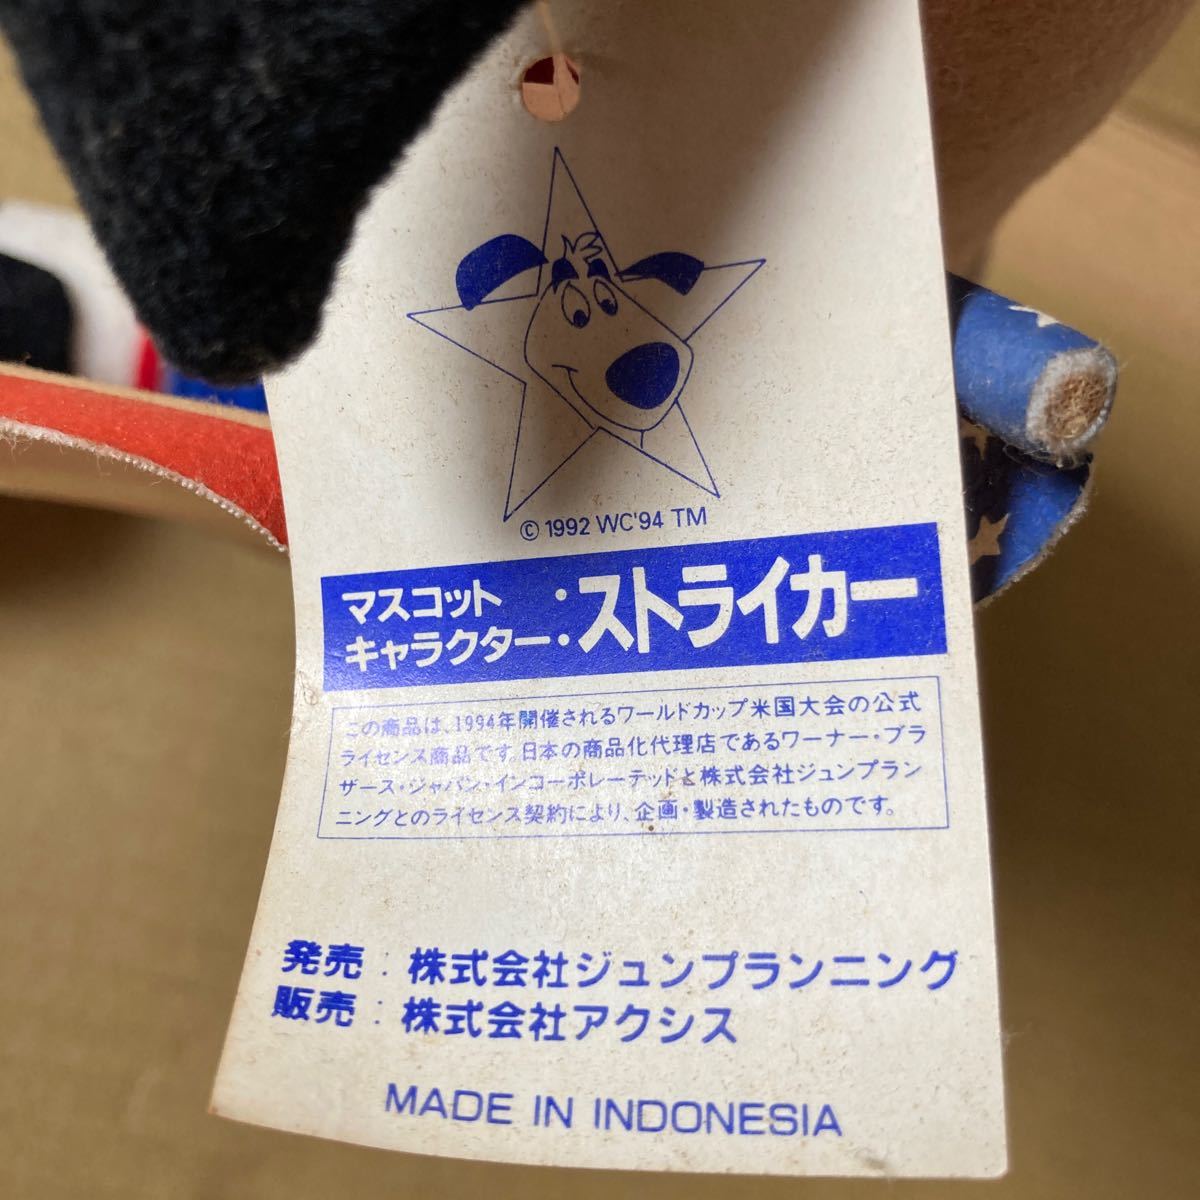 © 1992 WC'94 TM
マスコット
キャラクター:ストライカー
この商品は、1994年開催されるワールドカップ米国大会の公式
ライセンス商品です。日本の商品化代理店であるワーナー・ブラ
ザース・ジャパン・インコーポレーテッドと株式会社ジュンプラン
ニングとのライセンス契約により、企画・製造されたものです。
発売:株式会社ジュンプランニング
販売:株式会社アクシス
MADE IN INDONESIA